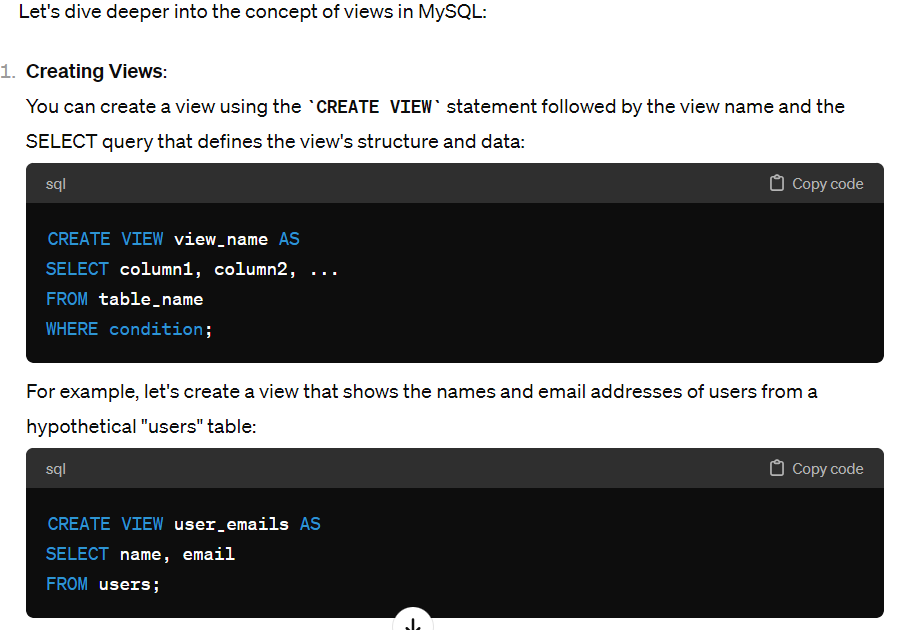 Let's dive deeper into the concept of views in MySQL:
1. Creating Views:
You can create a view using the `CREATE VIEW` statement followed by the view name and the
SELECT query that defines the view's structure and data:
sql Copy code
CREATE VIEW view_name AS
SELECT column1, column2, ...
FROM table_name
WHERE condition;
For example, let's create a view that shows the names and email addresses of users from a
hypothetical "users" table:
sql Copy code
CREATE VIEW user_emails AS
SELECT name, email
FROM users;